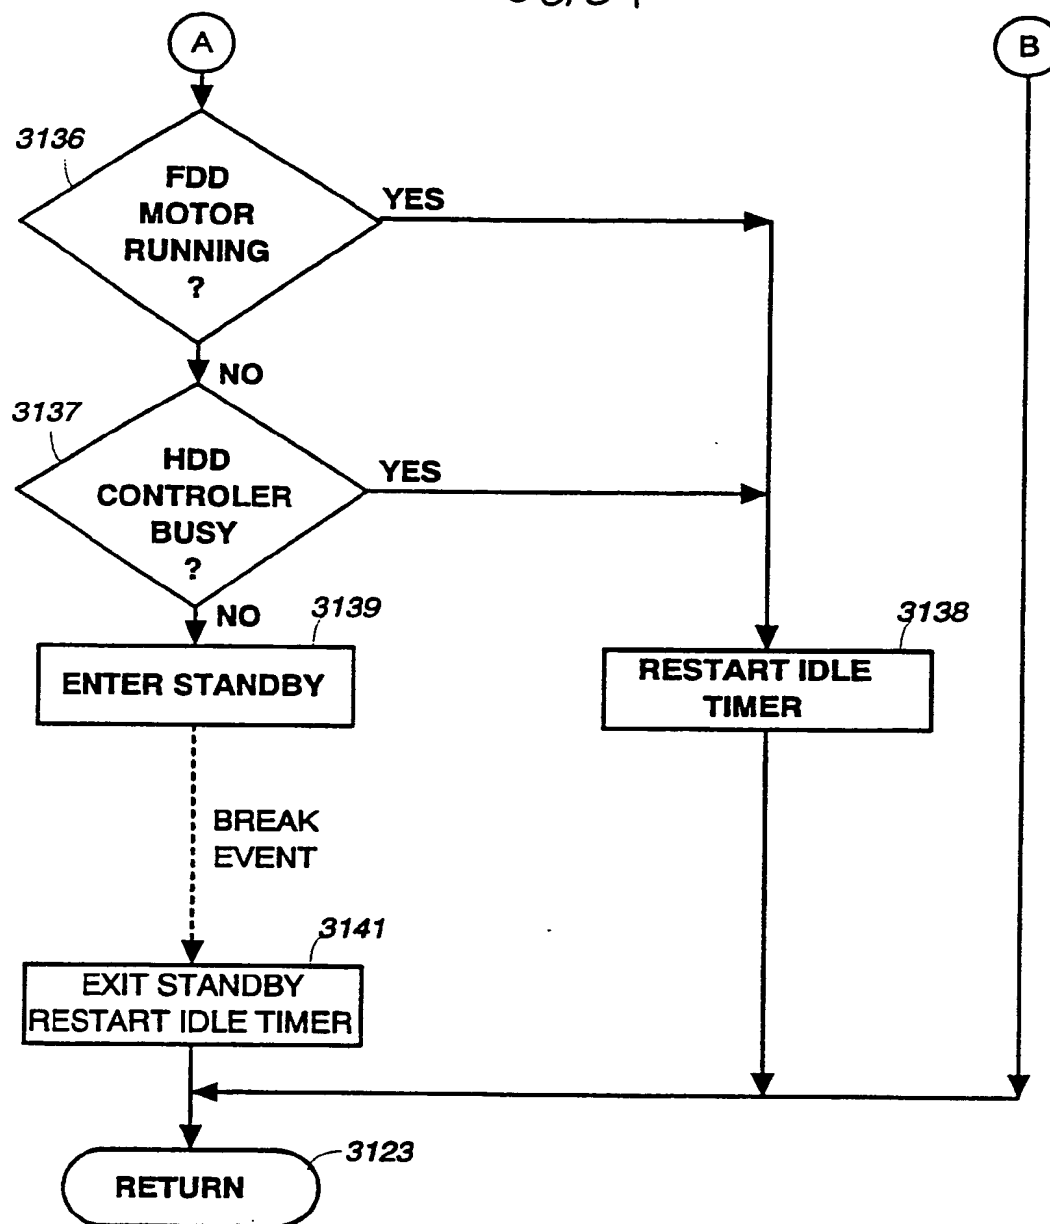 A
B
3136
FDD
MOTOR
RUNNING
?
YES
NO
3137
HDD
CONTROLER
BUSY
?
YES
NO
3139
ENTER STANDBY
3138
RESTART IDLE
TIMER
BREAK
EVENT
3141
EXIT STANDBY
RESTART IDLE TIMER
3123
RETURN